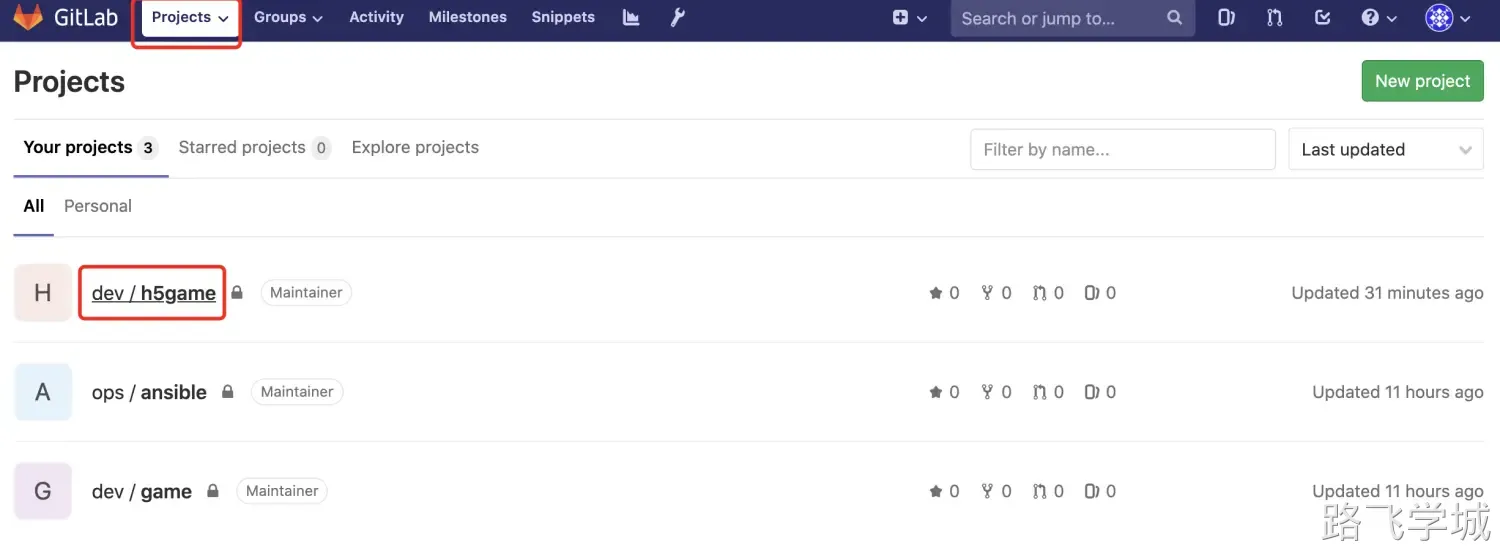 GitLab Projects Groups Activity Milestones Snippets Search or jump to...
Projects New project
Your projects 3 Starred projects 0 Explore projects Filter by name... Last updated
All Personal
H dev / h5game Maintainer 0 0 0 0 Updated 31 minutes ago
A ops / ansible Maintainer 0 0 0 0 Updated 11 hours ago
G dev / game Maintainer 0 0 0 0 Updated 11 hours ago
路飞学城